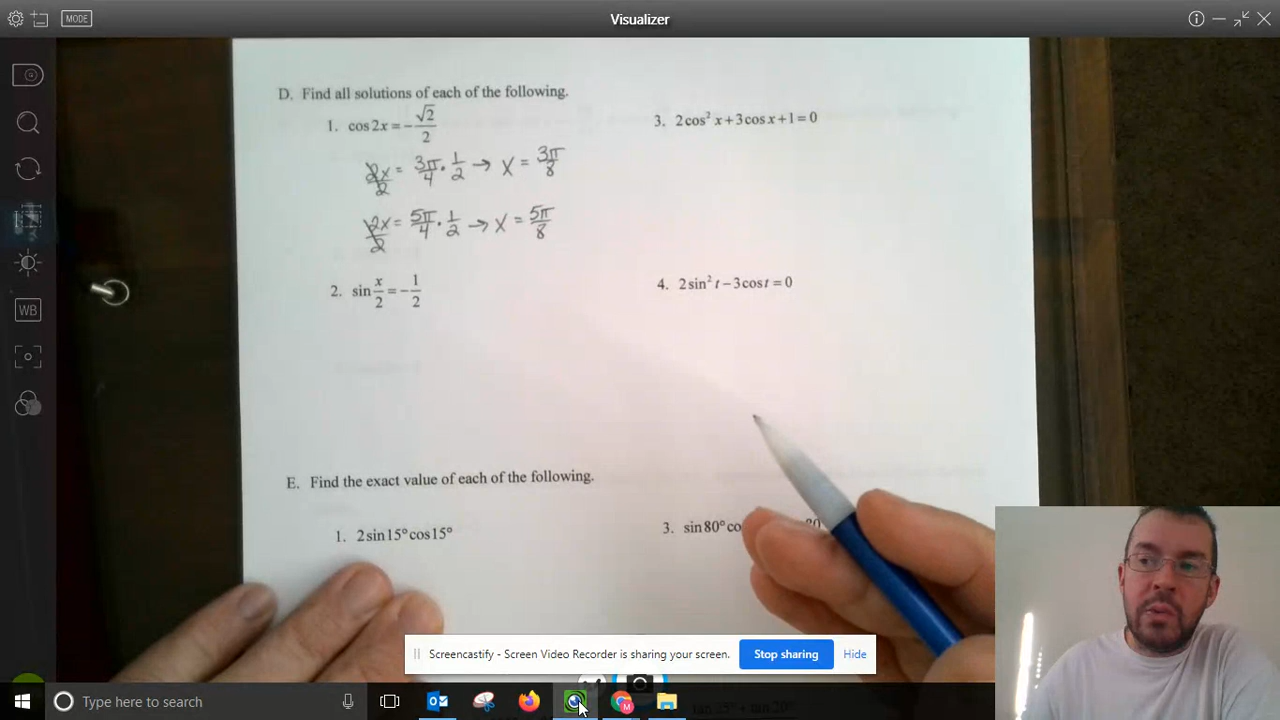 MODE
Visualizer
D. Find all solutions of each of the following.
1. cos 2x = -√2/2
2x/2 = 3π/4 · 1/2 → x = 3π/8
2x/2 = 5π/4 · 1/2 → x = 5π/8
2. sin x/2 = -1/2
3. 2cos² x + 3cos x + 1 = 0
4. 2sin² t - 3cos t = 0
E. Find the exact value of each of the following.
1. 2sin15°cos15°
3. sin80°co
WB
Screencastify - Screen Video Recorder is sharing your screen.
Stop sharing
Hide
Type here to search